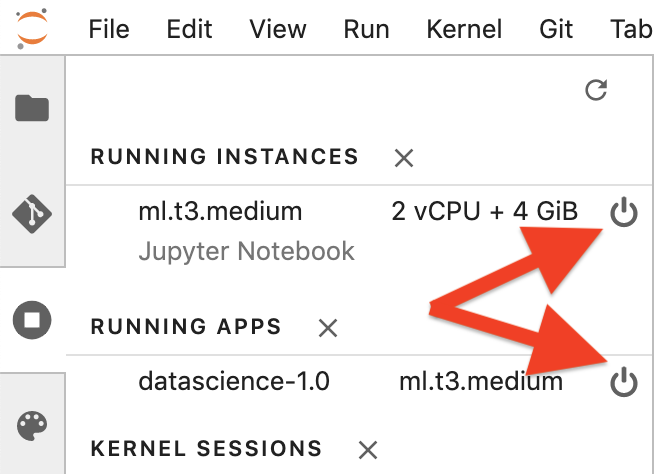 File Edit View Run Kernel Git Tab
RUNNING INSTANCES
ml.t3.medium 2 vCPU + 4 GiB
Jupyter Notebook
RUNNING APPS
datascience-1.0 ml.t3.medium
KERNEL SESSIONS